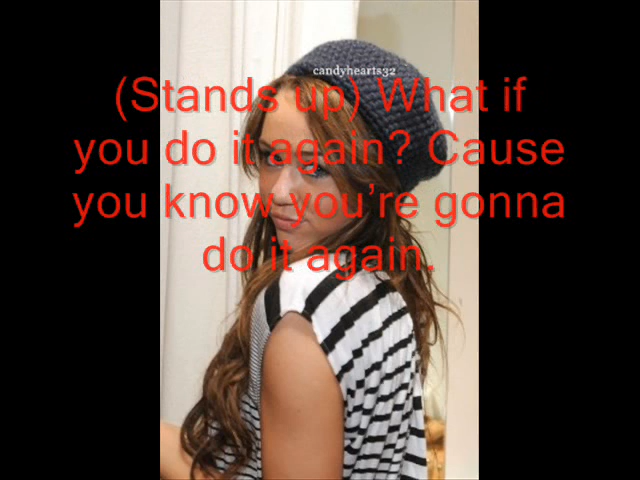 candyhearts32
(Stands up) What if
you do it again? Cause
you know you’re gonna
do it again.